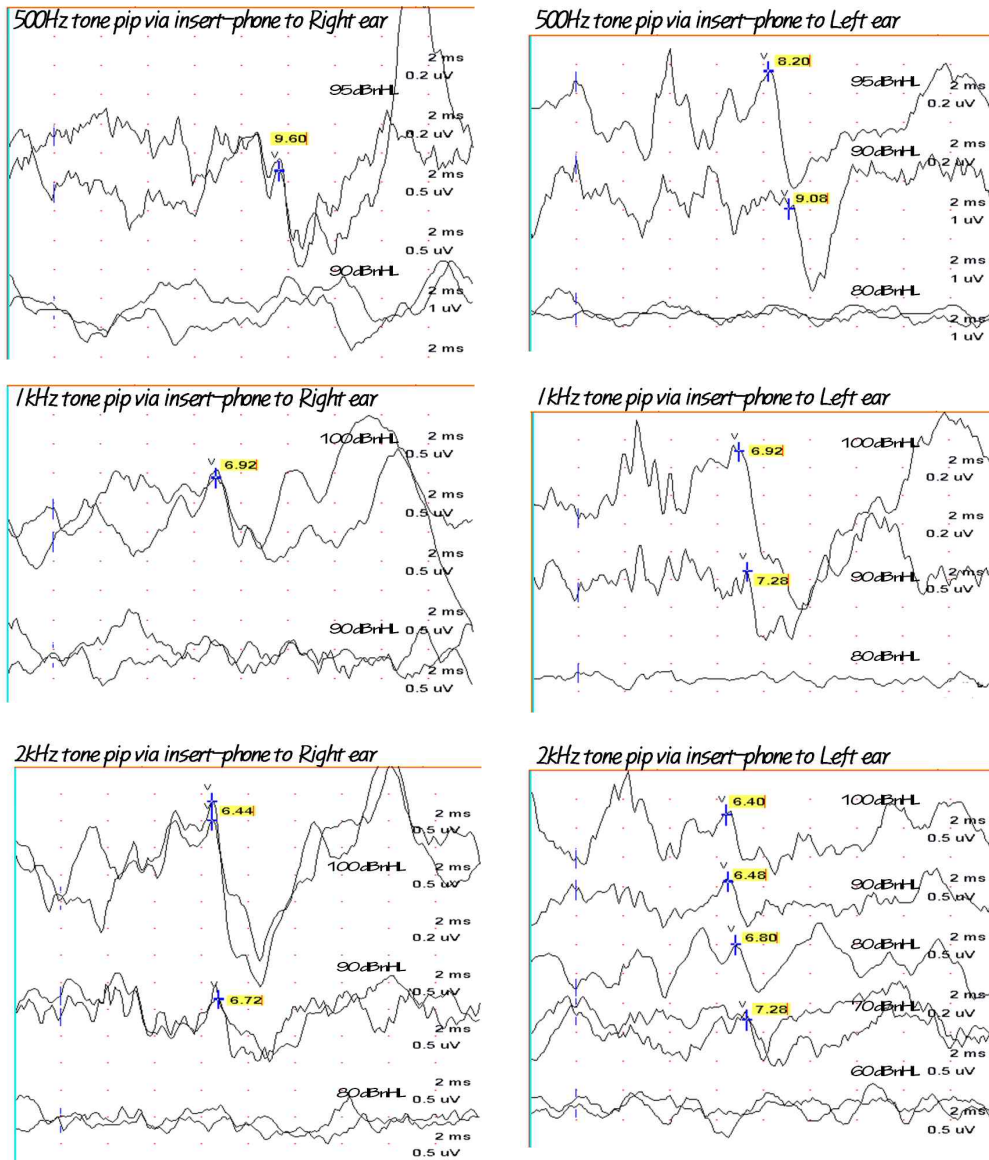 500Hz tone pip via insert-phone to Right ear
2 ms
0.2 uV
95dBnHL
2 ms
0.2 uV
9.60
V
2 ms
0.5 uV
2 ms
0.5 uV
90dBnHL
2 ms
1 uV
2 ms
500Hz tone pip via insert-phone to Left ear
V
8.20
95dBnHL
2 ms
0.2 uV
2 ms
90dBnHL
0.2 uV
V
9.08
2 ms
1 uV
2 ms
80dBnHL
1 uV
2 ms
1 uV
1kHz tone pip via insert-phone to Right ear
100dBnHL
2 ms
0.5 uV
V
6.92
2 ms
0.5 uV
2 ms
0.5 uV
2 ms
90dBnHL
0.5 uV
2 ms
0.5 uV
1kHz tone pip via insert-phone to Left ear
V
6.92
100dBnHL
2 ms
0.2 uV
2 ms
0.2 uV
V
7.28
90dBnHL
2 ms
0.5 uV
80dBnHL
2kHz tone pip via insert-phone to Right ear
V
V
6.44
2 ms
0.5 uV
100dBnHL
2 ms
0.5 uV
2 ms
0.2 uV
90dBnHL
V
6.72
2 ms
0.5 uV
2 ms
0.5 uV
80dBnHL
2 ms
0.5 uV
2 ms
0.5 uV
2kHz tone pip via insert-phone to Left ear
V
6.40
100dBnHL
2 ms
0.5 uV
V
6.48
90dBnHL
2 ms
0.5 uV
V
6.80
80dBnHL
2 ms
0.5 uV
V
7.28
70dBnHL
2 ms
0.2 uV
2 ms
0.5 uV
60dBnHL
2 ms
0.5 uV